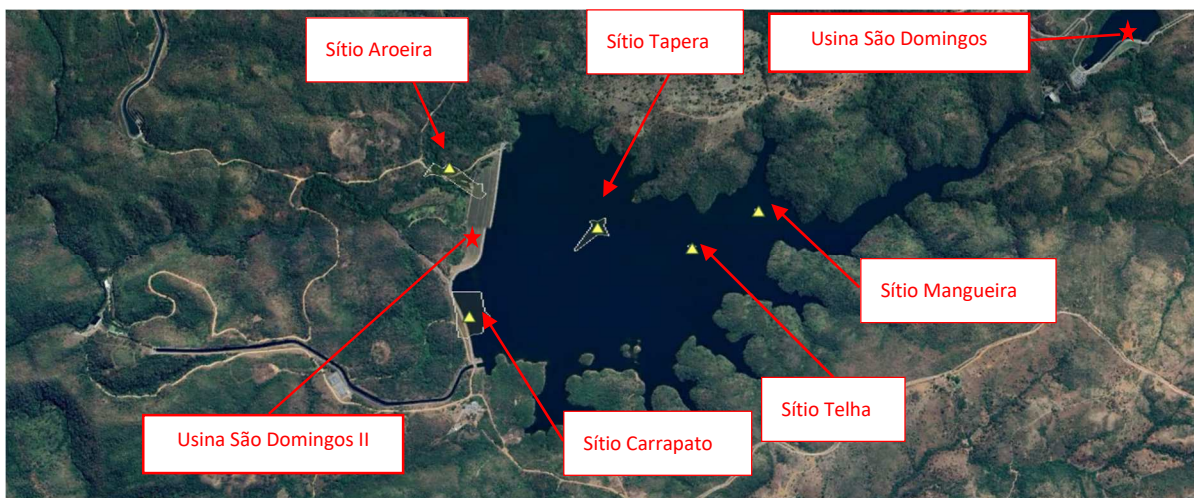 Sítio Aroeira
Sítio Tapera
Usina São Domingos
Sítio Mangueira
Sítio Telha
Usina São Domingos II
Sítio Carrapato